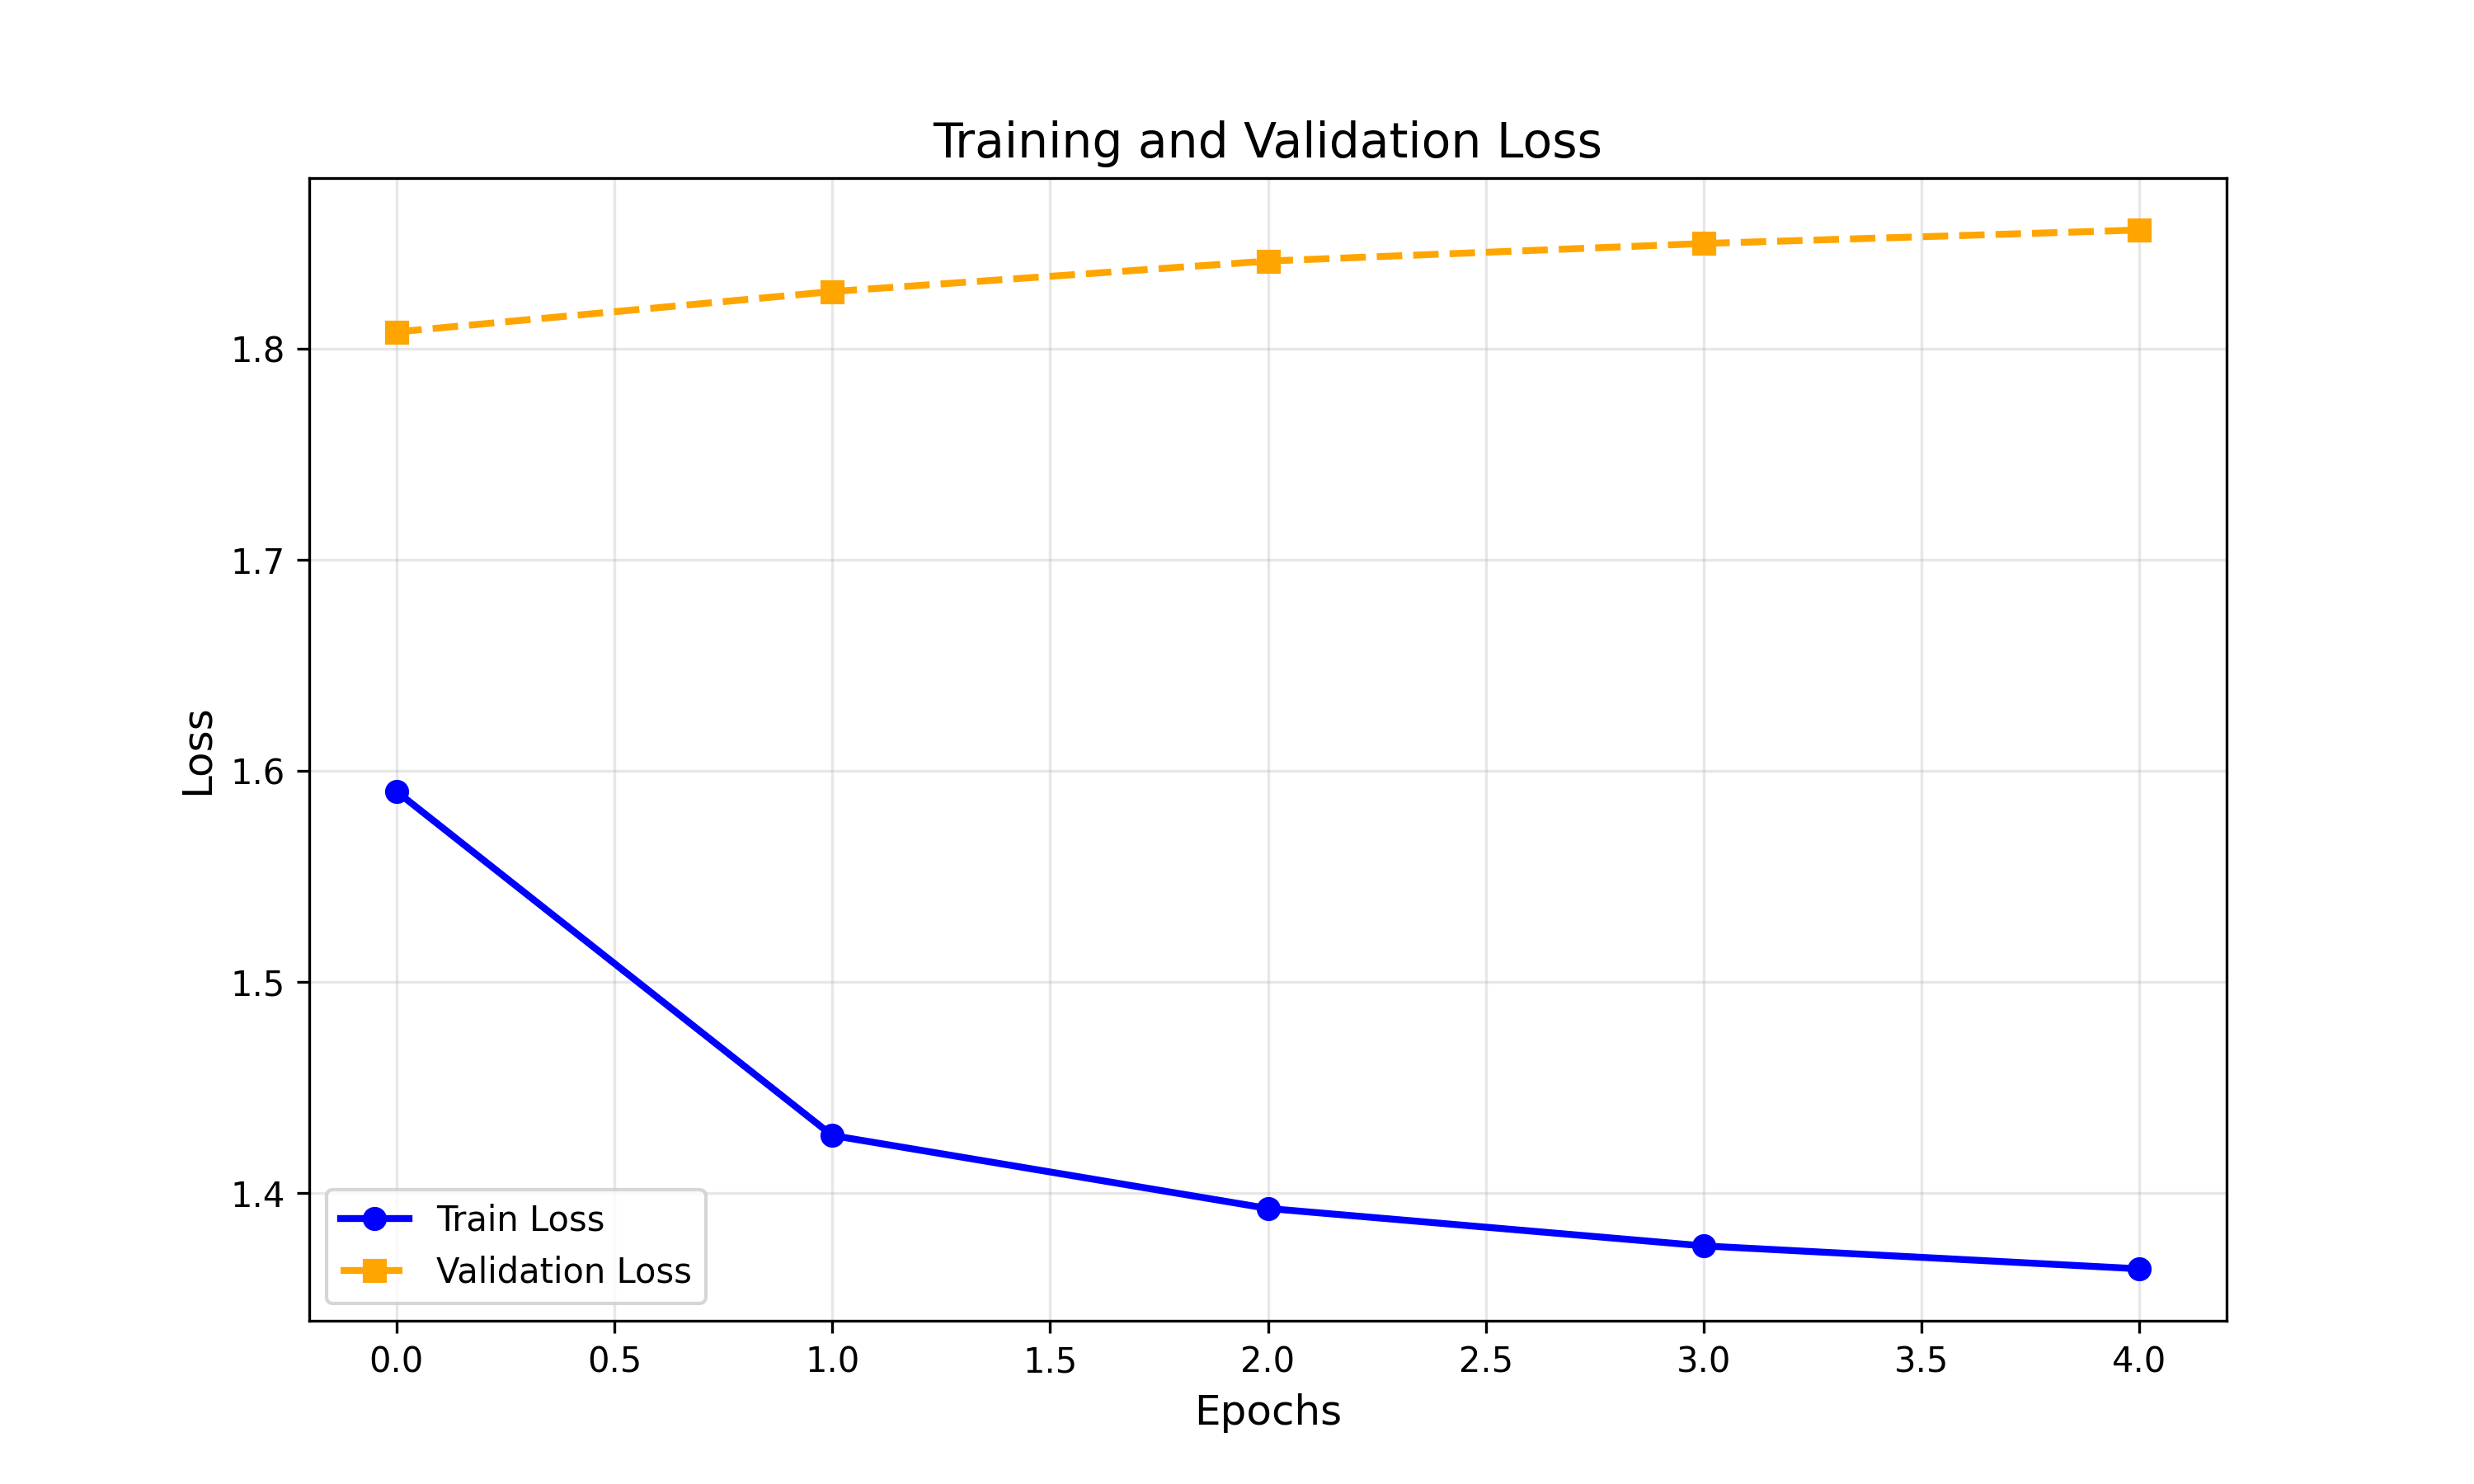 Training and Validation Loss
Loss
1.8
1.7
1.6
1.5
1.4
Train Loss
Validation Loss
0.0 0.5 1.0 1.5 2.0 2.5 3.0 3.5 4.0
Epochs